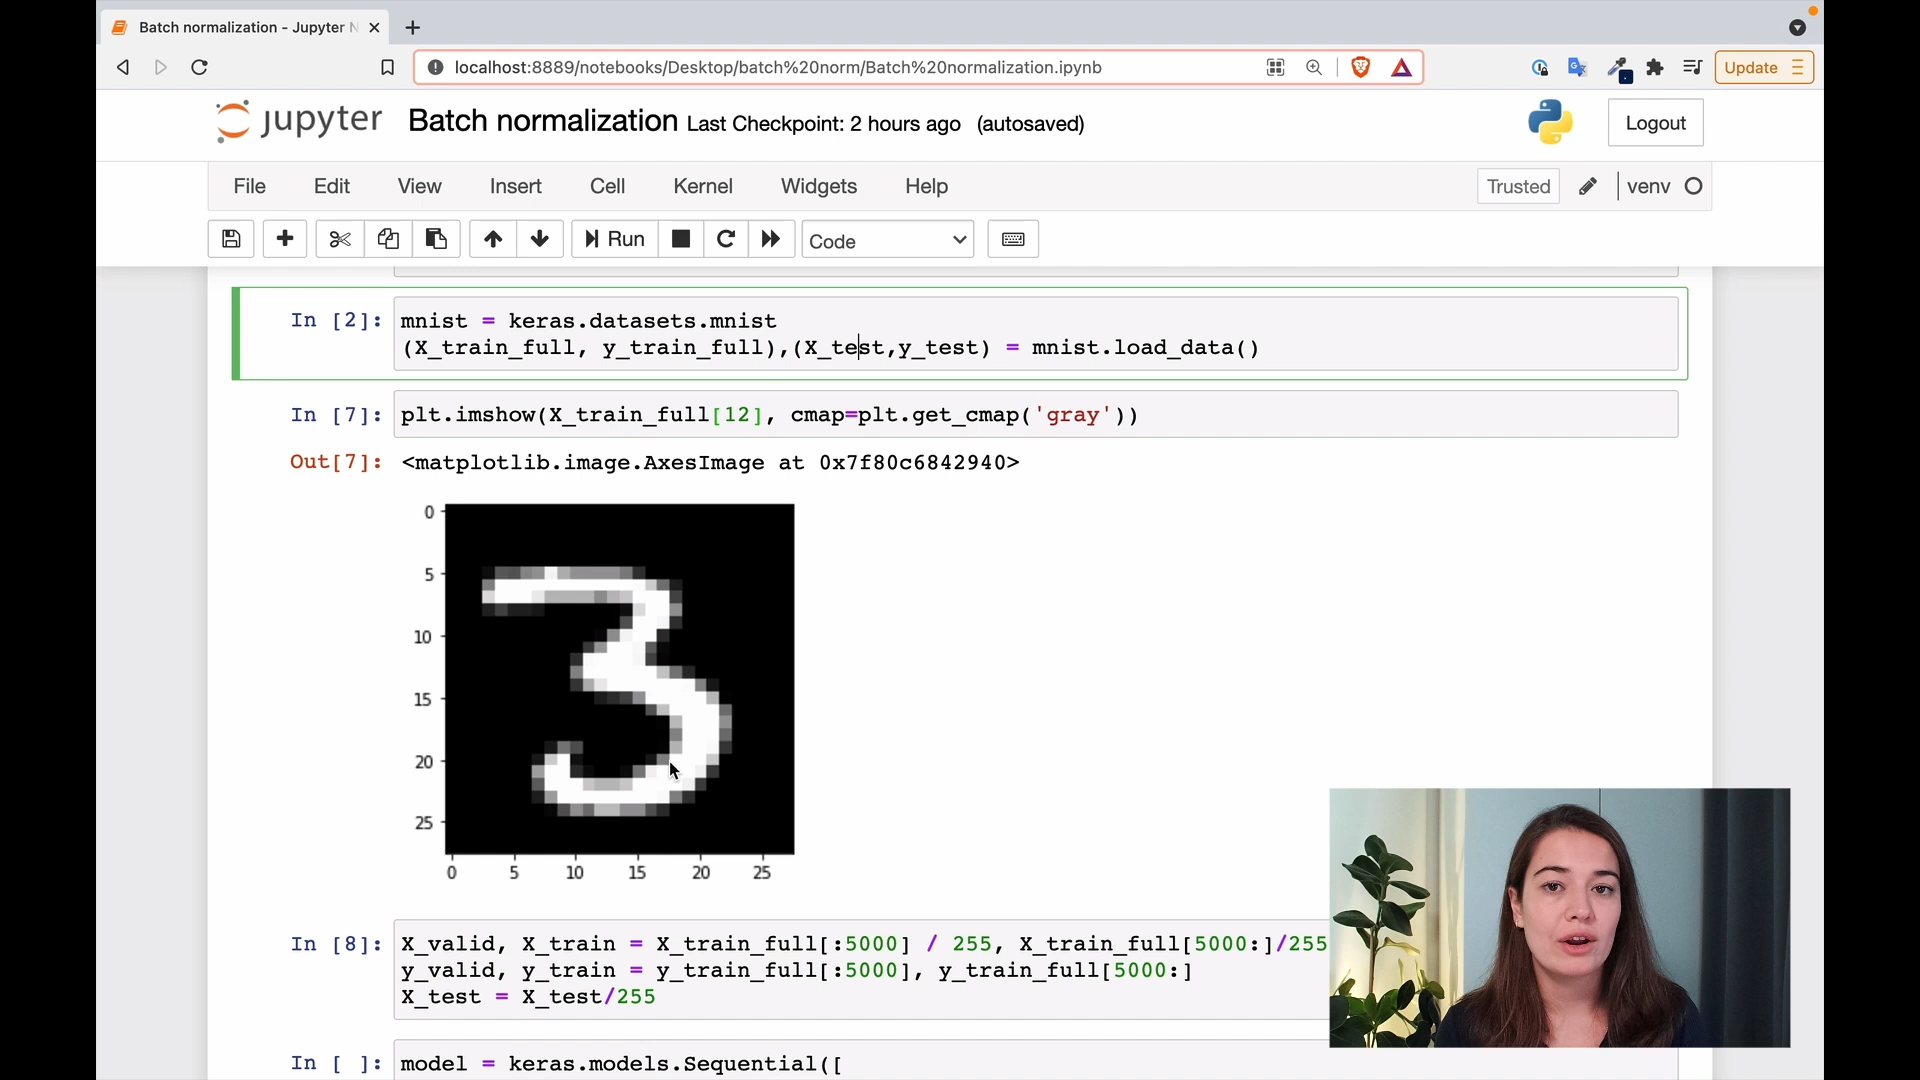 Batch normalization - Jupyter N
localhost:8889/notebooks/Desktop/batch%20norm/Batch%20normalization.ipynb
Update
jupyter Batch normalization Last Checkpoint: 2 hours ago (autosaved)
Logout
File Edit View Insert Cell Kernel Widgets Help
Trusted venv
Run Code
In [2]: mnist = keras.datasets.mnist
(X_train_full, y_train_full),(X_test,y_test) = mnist.load_data()
In [7]: plt.imshow(X_train_full[12], cmap=plt.get_cmap('gray'))
Out[7]: <matplotlib.image.AxesImage at 0x7f80c6842940>
0
5
10
15
20
25
0 5 10 15 20 25
3
In [8]: X_valid, X_train = X_train_full[:5000] / 255, X_train_full[5000:]/255
y_valid, y_train = y_train_full[:5000], y_train_full[5000:]
X_test = X_test/255
In [ ]: model = keras.models.Sequential([